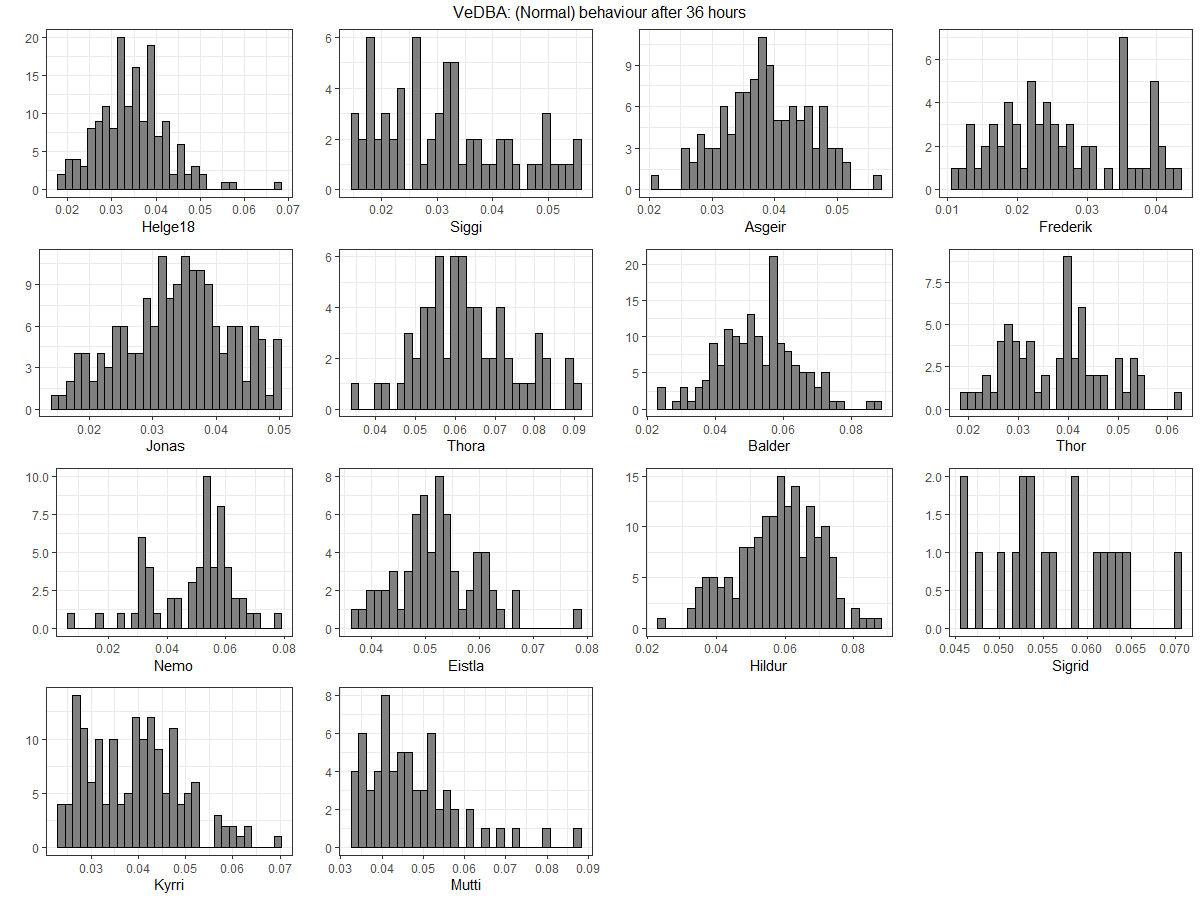 VeDBA: (Normal) behaviour after 36 hours
20
15
10
5
0
0.02 0.03 0.04 0.05 0.06 0.07
Helge18
6
4
2
0
0.02 0.03 0.04 0.05
Siggi
9
6
3
0
0.02 0.03 0.04 0.05
Asgeir
6
4
2
0
0.01 0.02 0.03 0.04
Frederik
9
6
3
0
0.02 0.03 0.04 0.05
Jonas
6
4
2
0
0.04 0.05 0.06 0.07 0.08 0.09
Thora
20
15
10
5
0
0.02 0.04 0.06 0.08
Balder
7.5
5.0
2.5
0.0
0.02 0.03 0.04 0.05 0.06
Thor
10.0
7.5
5.0
2.5
0.0
0.02 0.04 0.06 0.08
Nemo
8
6
4
2
0
0.04 0.05 0.06 0.07 0.08
Eistla
15
10
5
0
0.02 0.04 0.06 0.08
Hildur
2.0
1.5
1.0
0.5
0.0
0.045 0.050 0.055 0.060 0.065 0.070
Sigrid
10
5
0
0.03 0.04 0.05 0.06 0.07
Kyrri
8
6
4
2
0
0.03 0.04 0.05 0.06 0.07 0.08 0.09
Mutti